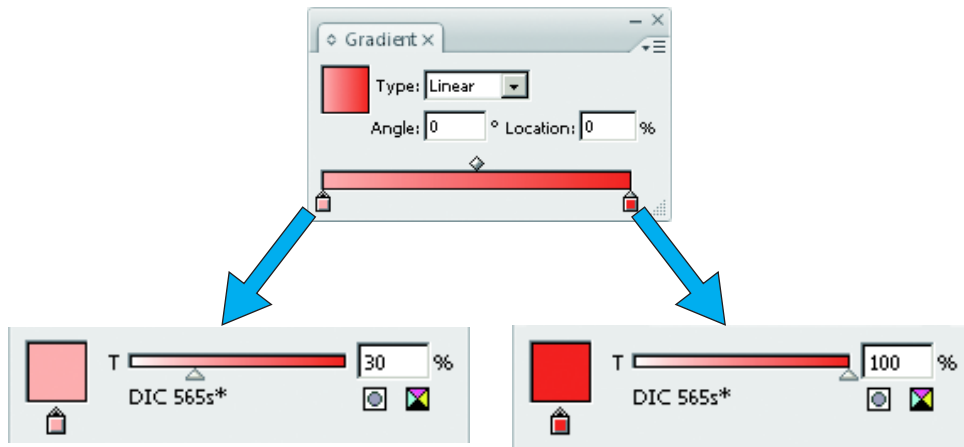 Gradient
Type: Linear
Angle: 0 ° Location: 0 %
T 30 %
DIC 565s*
T 100 %
DIC 565s*